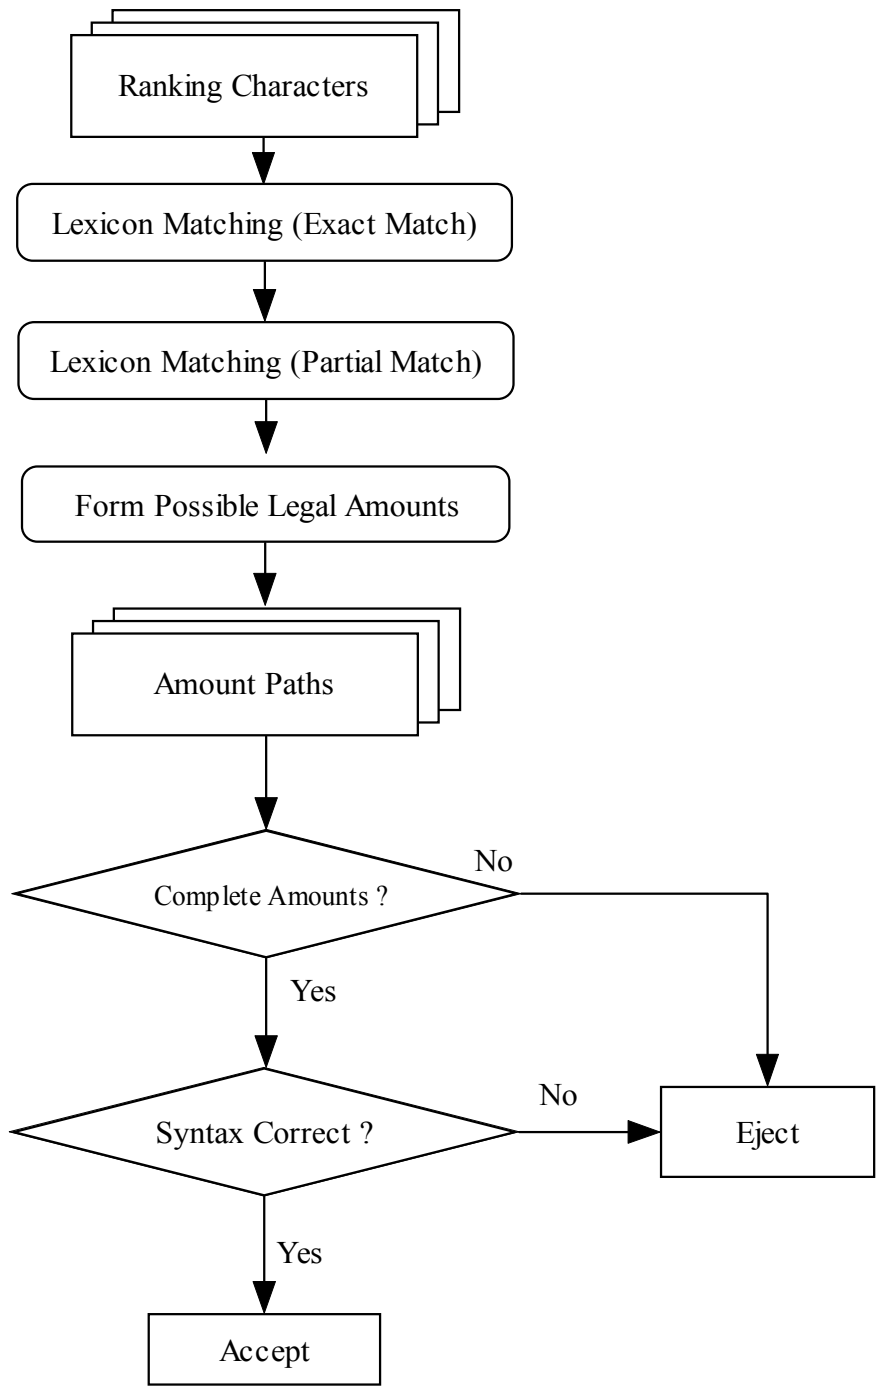 Ranking Characters
Lexicon Matching (Exact Match)
Lexicon Matching (Partial Match)
Form Possible Legal Amounts
Amount Paths
No
Complete Amounts ?
Yes
No
Syntax Correct ?
Eject
Yes
Accept